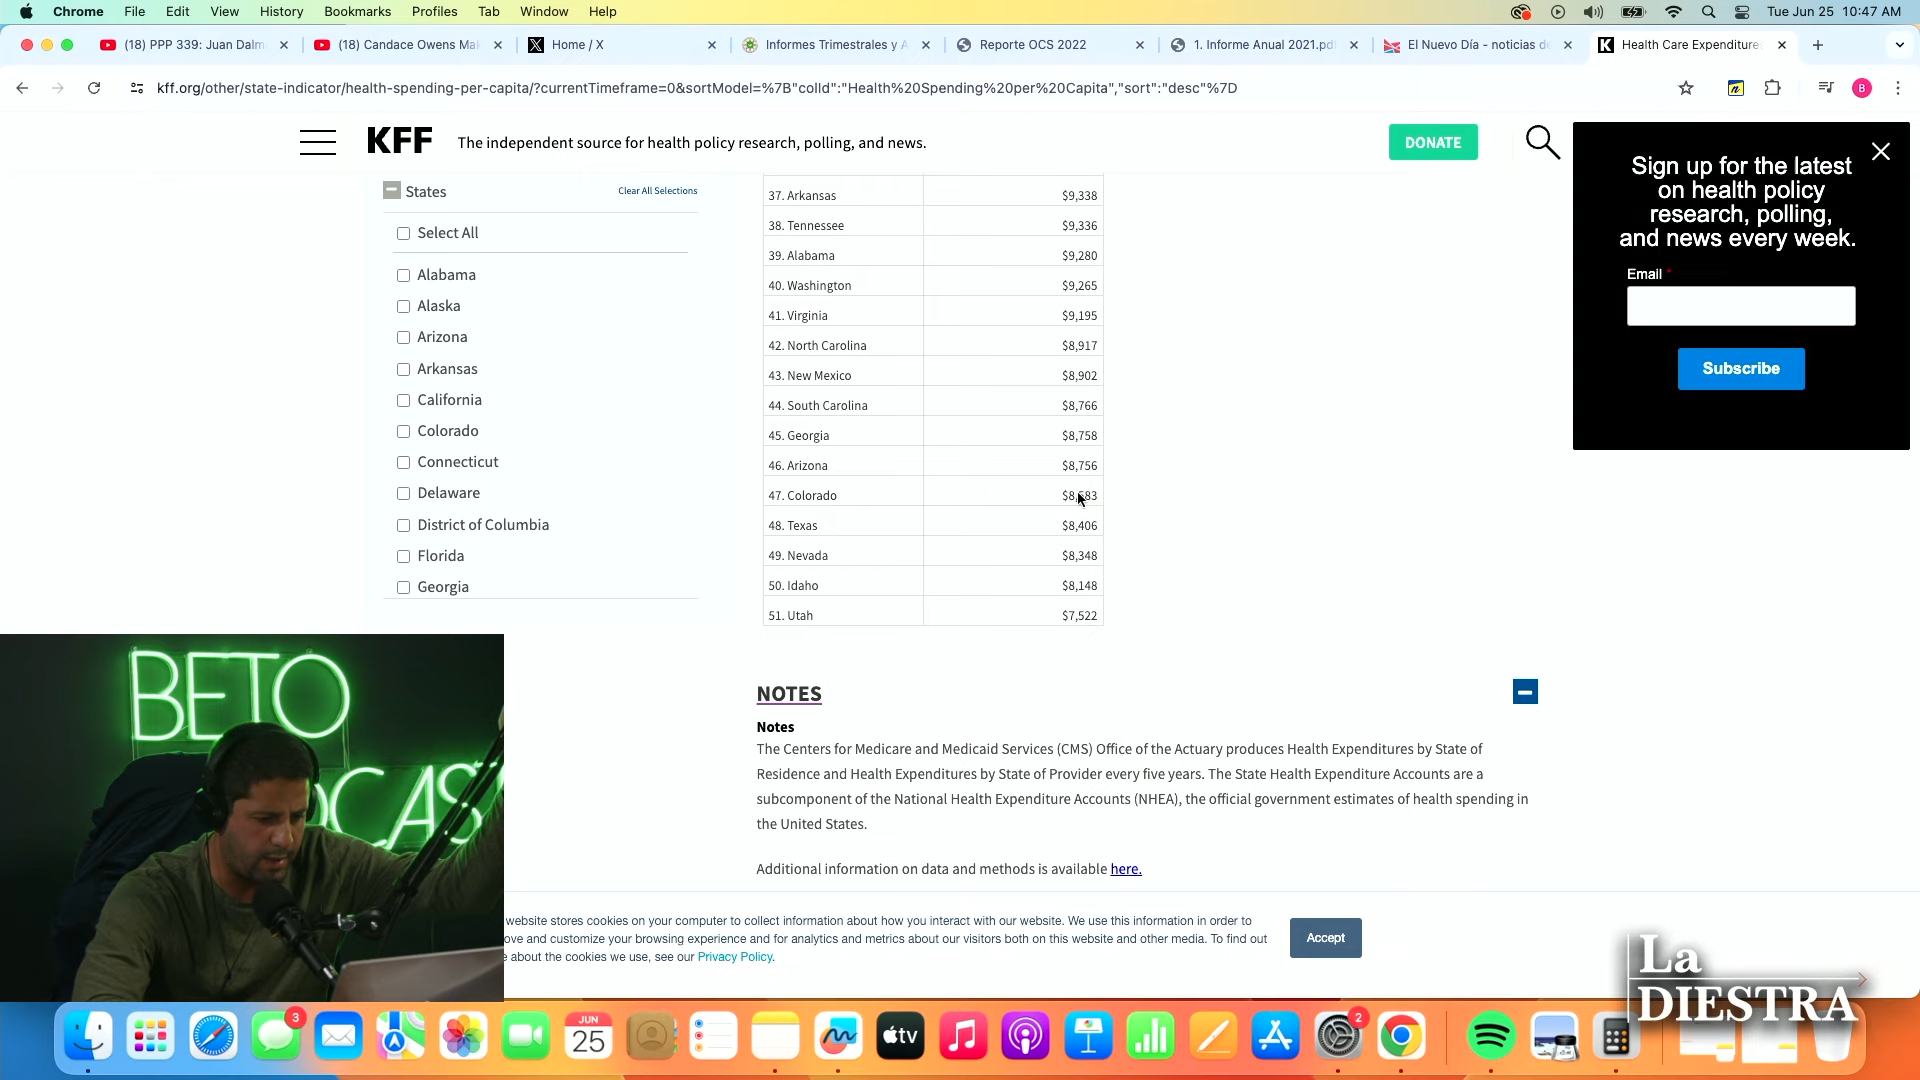 Chrome File Edit View History Bookmarks Profiles Tab Window Help Tue Jun 25 10:47 AM
(18) PPP 339: Juan Dalm
(18) Candace Owens Mak
Home / X
Informes Trimestrales y A
Reporte OCS 2022
1. Informe Anual 2021.pdf
El Nuevo Día - noticias de
Health Care Expenditure
kff.org/other/state-indicator/health-spending-per-capita/?currentTimeframe=0&sortModel=%7B"colId":"Health%20Spending%20per%20Capita","sort":"desc"%7D
B
KFF
The independent source for health policy research, polling, and news.
DONATE
States
Clear All Selections
Select All
Alabama
Alaska
Arizona
Arkansas
California
Colorado
Connecticut
Delaware
District of Columbia
Florida
Georgia
37. Arkansas $9,338
38. Tennessee $9,336
39. Alabama $9,280
40. Washington $9,265
41. Virginia $9,195
42. North Carolina $8,917
43. New Mexico $8,902
44. South Carolina $8,766
45. Georgia $8,758
46. Arizona $8,756
47. Colorado
48. Texas $8,406
49. Nevada $8,348
50. Idaho $8,148
51. Utah $7,522
Sign up for the latest
on health policy
research, polling,
and news every week.
Email *
Subscribe
NOTES
Notes
The Centers for Medicare and Medicaid Services (CMS) Office of the Actuary produces Health Expenditures by State of
Residence and Health Expenditures by State of Provider every five years. The State Health Expenditure Accounts are a
subcomponent of the National Health Expenditure Accounts (NHEA), the official government estimates of health spending in
the United States.
Additional information on data and methods is available here.
website stores cookies on your computer to collect information about how you interact with our website. We use this information in order to
ove and customize your browsing experience and for analytics and metrics about our visitors both on this website and other media. To find out
e about the cookies we use, see our Privacy Policy.
Accept
BETO
CAS
La
DIESTRA
3
JUN
25
tv
2